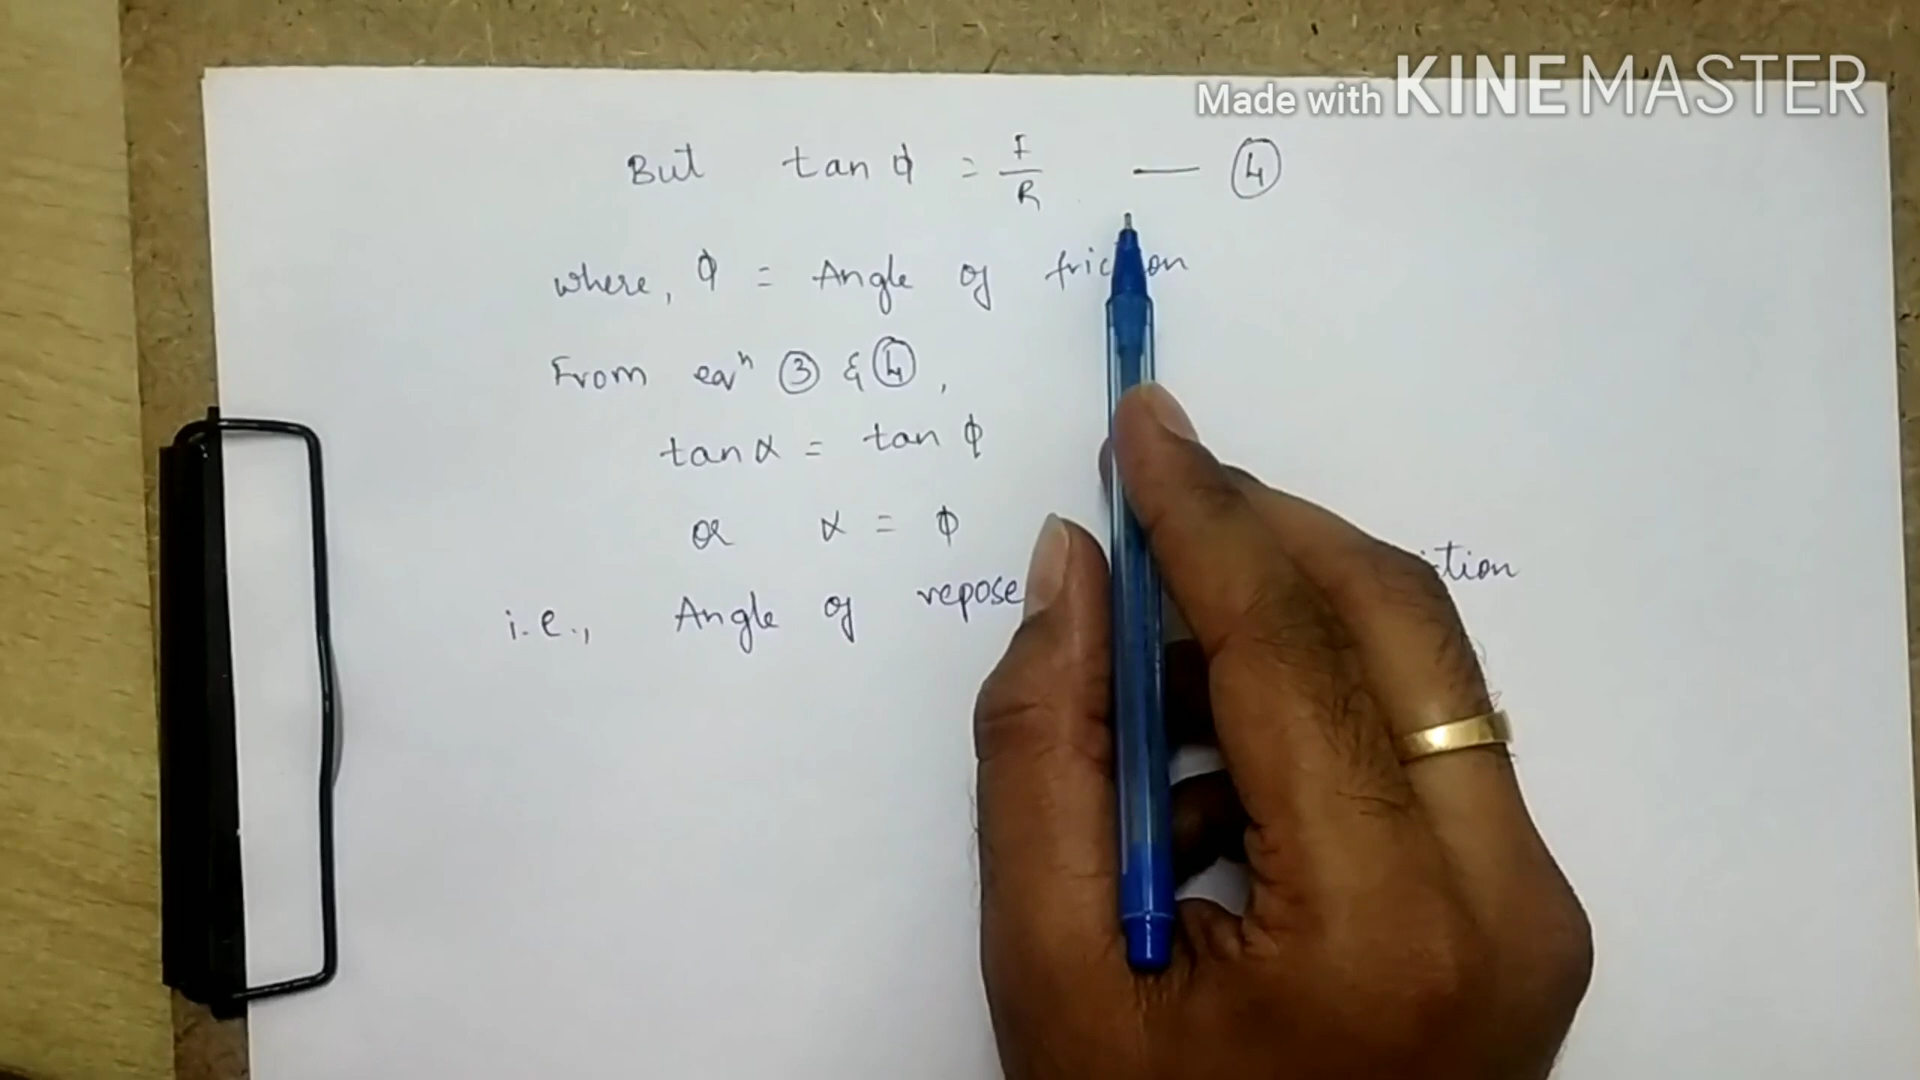 Made with KINEMASTER
But tan φ = F/R — ④
where, φ = Angle of friction
From eqⁿ ③ & ④,
tan α = tan φ
or α = φ
i.e., Angle of repose